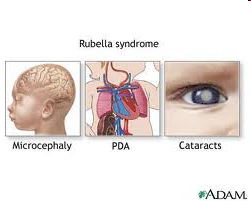 Rubella syndrome
Microcephaly
PDA
Cataracts
A.D.A.M.